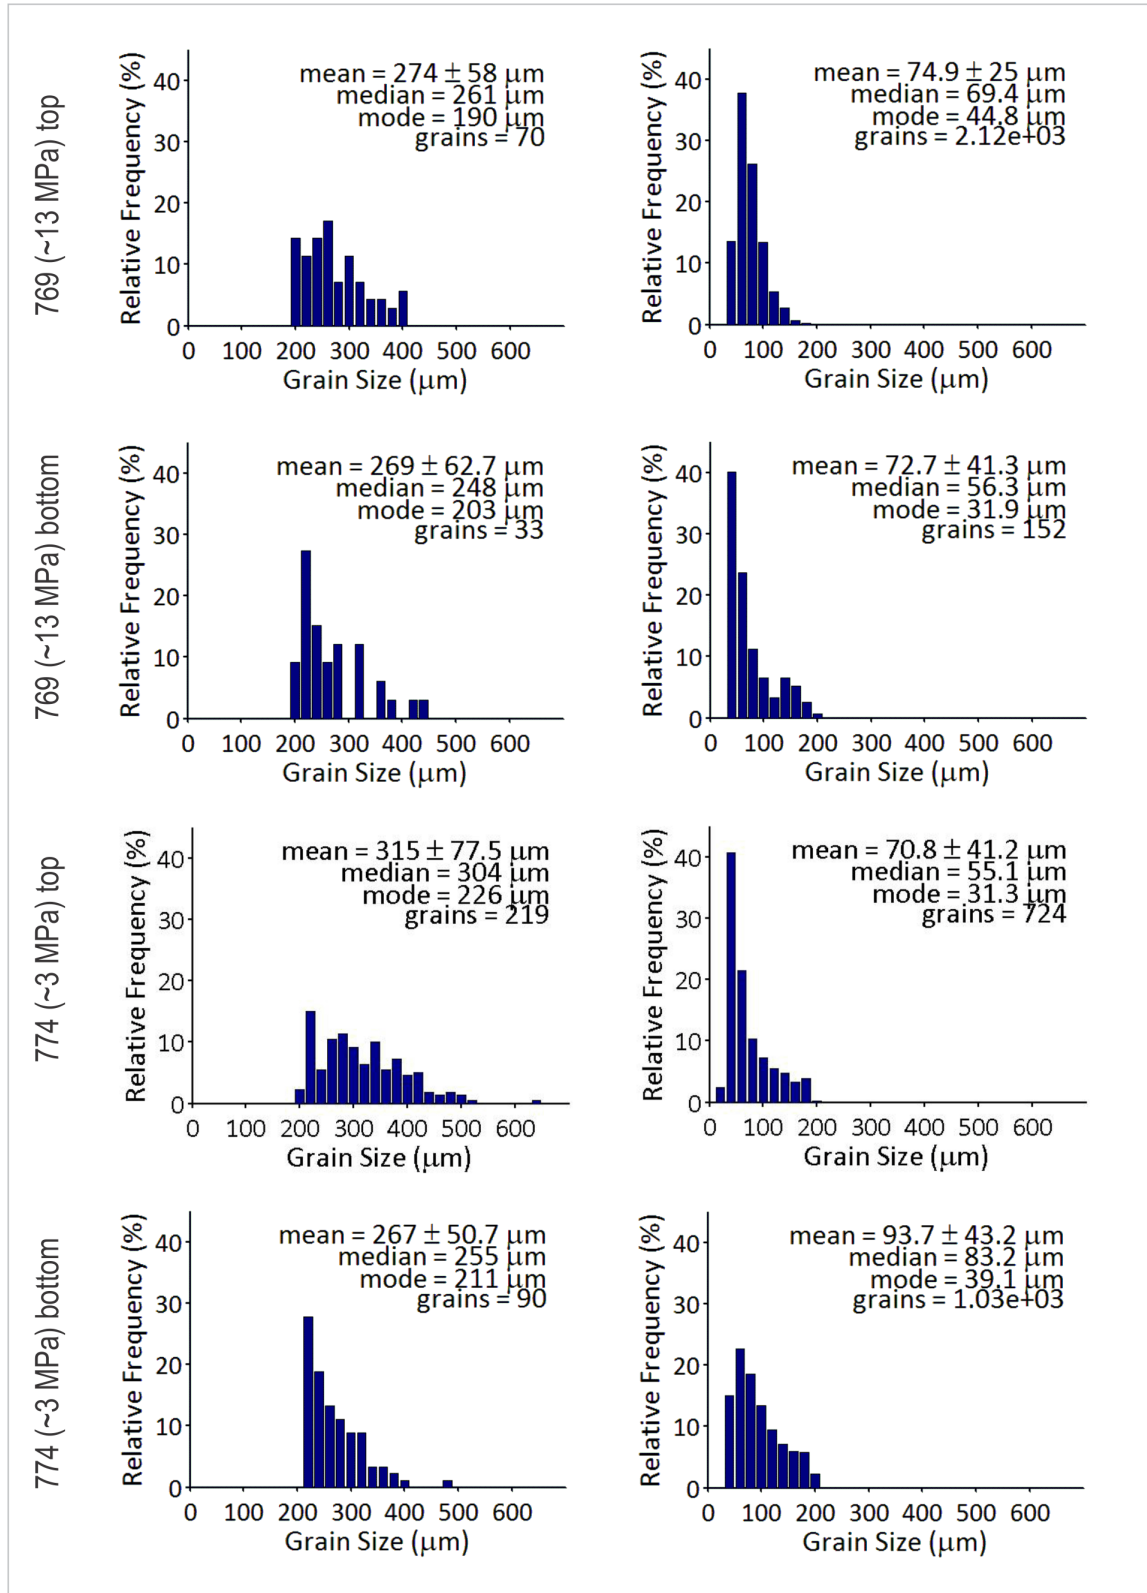 769 (~13 MPa) top
Relative Frequency (%)
mean = 274 ± 58 μm
median = 261 μm
mode = 190 μm
grains = 70
40
30
20
10
0
0 100 200 300 400 500 600
Grain Size (μm)
Relative Frequency (%)
mean = 74.9 ± 25 μm
median = 69.4 μm
mode = 44.8 μm
grains = 2.12e+03
40
30
20
10
0
0 100 200 300 400 500 600
Grain Size (μm)
769 (~13 MPa) bottom
Relative Frequency (%)
mean = 269 ± 62.7 μm
median = 248 μm
mode = 203 μm
grains = 33
40
30
20
10
0
0 100 200 300 400 500 600
Grain Size (μm)
Relative Frequency (%)
mean = 72.7 ± 41.3 μm
median = 56.3 μm
mode = 31.9 μm
grains = 152
40
30
20
10
0
0 100 200 300 400 500 600
Grain Size (μm)
774 (~3 MPa) top
Relative Frequency (%)
mean = 315 ± 77.5 μm
median = 304 μm
mode = 226 μm
grains = 219
40
30
20
10
0
0 100 200 300 400 500 600
Grain Size (μm)
Relative Frequency (%)
mean = 70.8 ± 41.2 μm
median = 55.1 μm
mode = 31.3 μm
grains = 724
40
30
20
10
0
0 100 200 300 400 500 600
Grain Size (μm)
774 (~3 MPa) bottom
Relative Frequency (%)
mean = 267 ± 50.7 μm
median = 255 μm
mode = 211 μm
grains = 90
40
30
20
10
0
0 100 200 300 400 500 600
Grain Size (μm)
Relative Frequency (%)
mean = 93.7 ± 43.2 μm
median = 83.2 μm
mode = 39.1 μm
grains = 1.03e+03
40
30
20
10
0
0 100 200 300 400 500 600
Grain Size (μm)